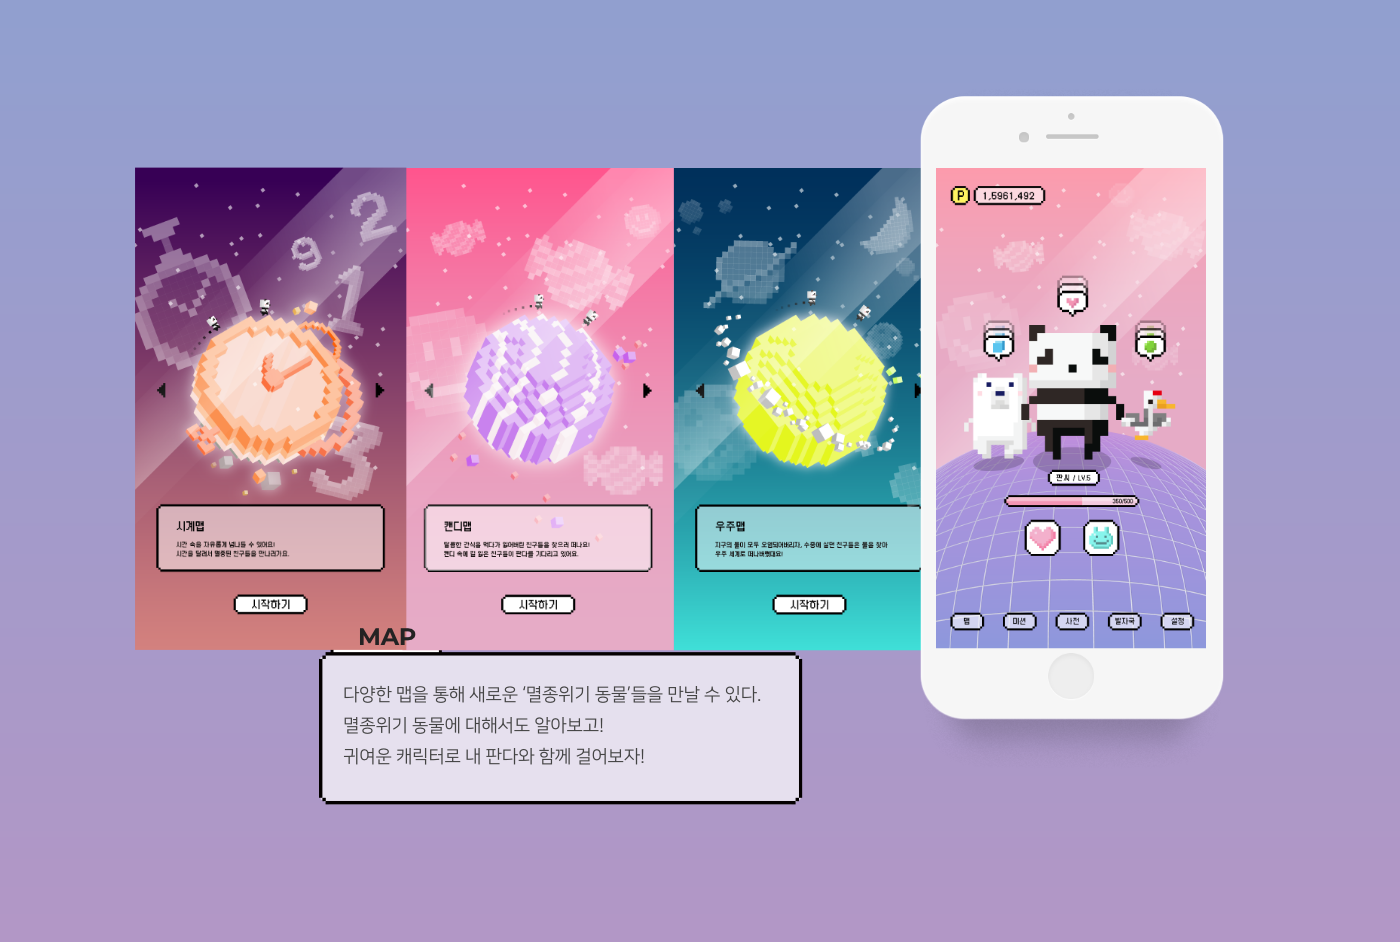 2
9
1
3
시계맵
시간 속을 자유롭게 넘나들 수 있어요!
시간을 달려서 멸종된 친구들을 만나러가요.
시작하기
캔디맵
달콤한 간식을 먹다가 잃어버린 친구들을 찾으러 떠나요!
캔디 속에 길 잃은 친구들이 판다를 기다리고 있어요.
시작하기
우주맵
지구의 물이 모두 오염되어버리자, 수중에 살던 친구들은 물을 찾아
우주 세계로 떠나버렸대요!
시작하기
P 1,5961,492
판씨 / LV.5
350/500
맵 미션 사전 발자국 설정
MAP
다양한 맵을 통해 새로운 ‘멸종위기 동물’들을 만날 수 있다.
멸종위기 동물에 대해서도 알아보고!
귀여운 캐릭터로 내 판다와 함께 걸어보자!